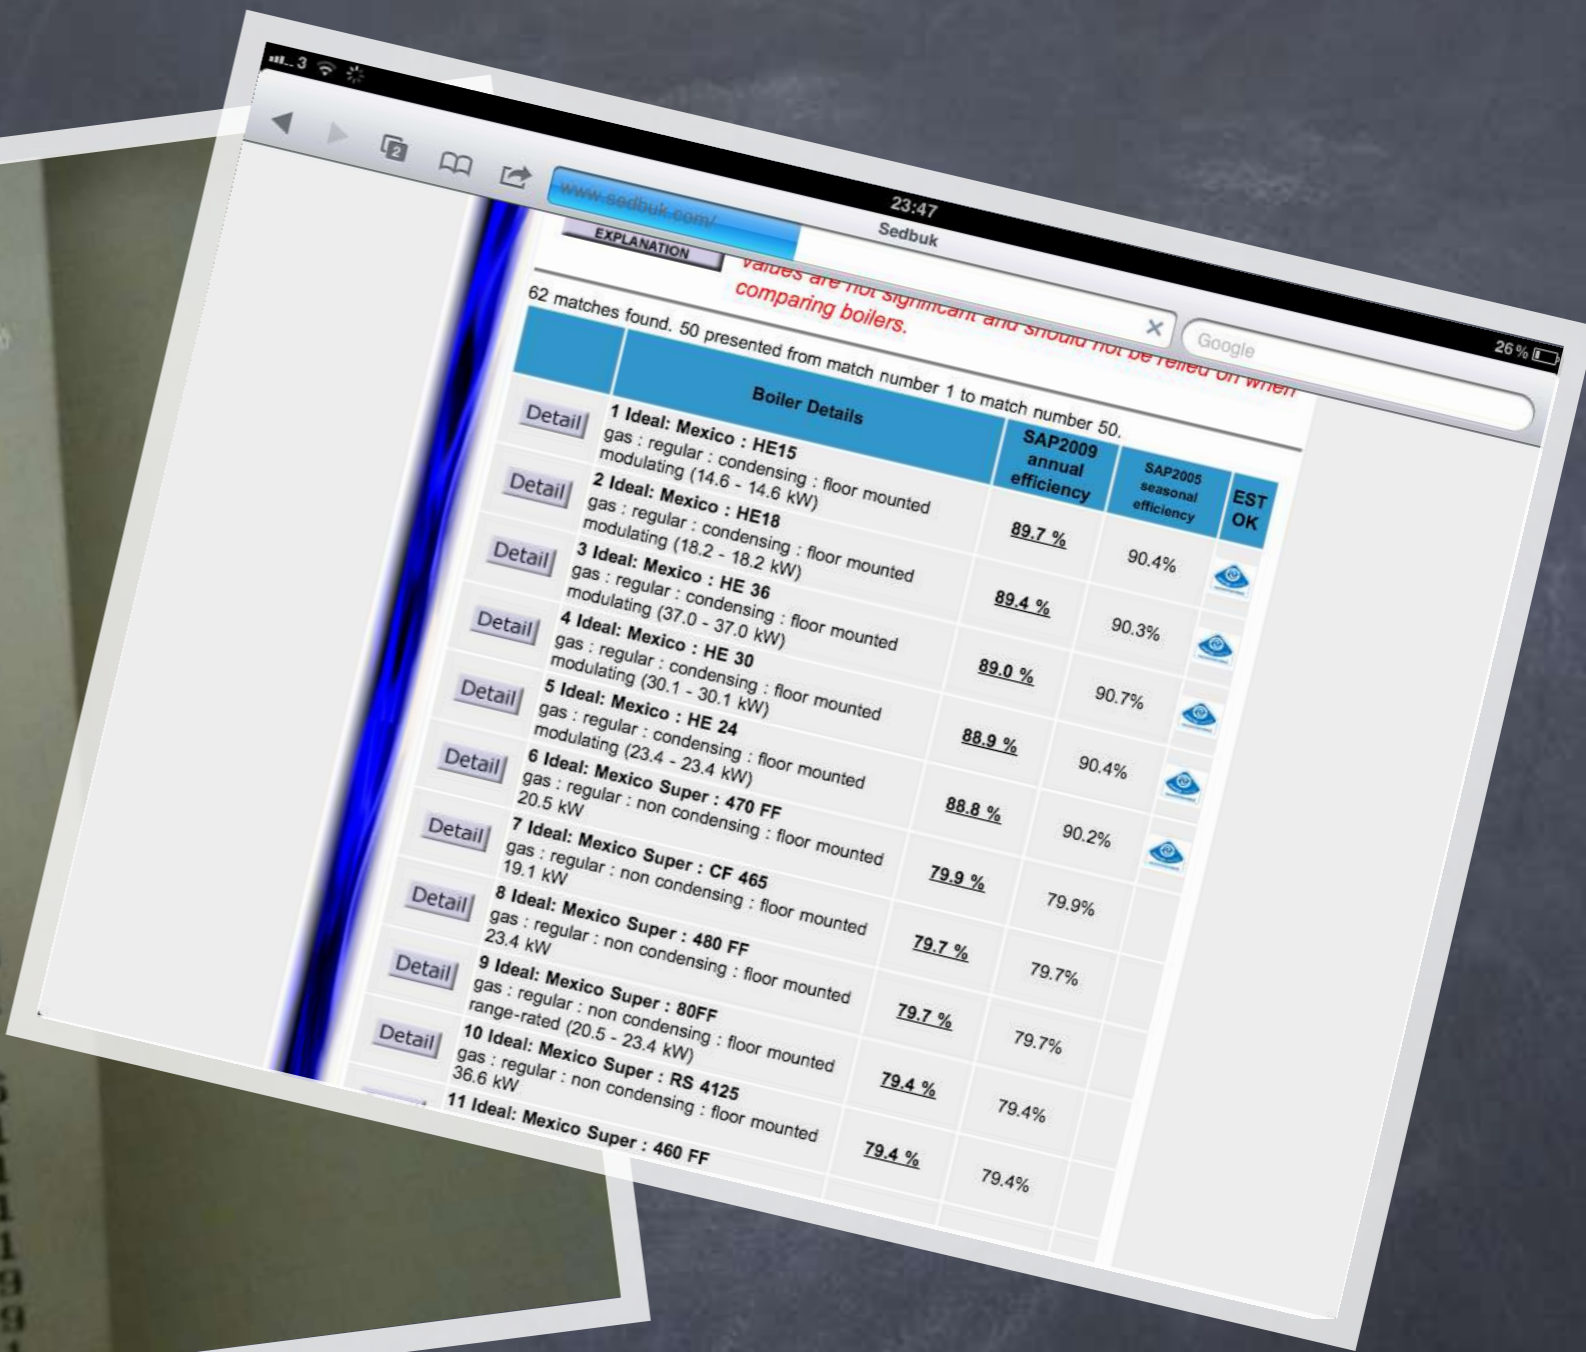 3
23:47
26%
2
Sedbuk
www.sedbuk.com/
Google
EXPLANATION
values are not significant and should not be relied on when
comparing boilers.
62 matches found. 50 presented from match number 1 to match number 50.
Boiler Details
SAP2009
annual
efficiency
SAP2005
seasonal
efficiency
EST
OK
Detail
1 Ideal: Mexico : HE15
gas : regular : condensing : floor mounted
modulating (14.6 - 14.6 kW)
89.7 %
90.4%
Detail
2 Ideal: Mexico : HE18
gas : regular : condensing : floor mounted
modulating (18.2 - 18.2 kW)
89.4 %
90.3%
Detail
3 Ideal: Mexico : HE 36
gas : regular : condensing : floor mounted
modulating (37.0 - 37.0 kW)
89.0 %
90.7%
Detail
4 Ideal: Mexico : HE 30
gas : regular : condensing : floor mounted
modulating (30.1 - 30.1 kW)
88.9 %
90.4%
Detail
5 Ideal: Mexico : HE 24
gas : regular : condensing : floor mounted
modulating (23.4 - 23.4 kW)
88.8 %
90.2%
Detail
6 Ideal: Mexico Super : 470 FF
gas : regular : non condensing : floor mounted
20.5 kW
79.9 %
79.9%
Detail
7 Ideal: Mexico Super : CF 465
gas : regular : non condensing : floor mounted
19.1 kW
79.7 %
79.7%
Detail
8 Ideal: Mexico Super : 480 FF
gas : regular : non condensing : floor mounted
23.4 kW
79.7 %
79.7%
Detail
9 Ideal: Mexico Super : 80FF
gas : regular : non condensing : floor mounted
range-rated (20.5 - 23.4 kW)
79.4 %
79.4%
Detail
10 Ideal: Mexico Super : RS 4125
gas : regular : non condensing : floor mounted
36.6 kW
79.4 %
79.4%
11 Ideal: Mexico Super : 460 FF